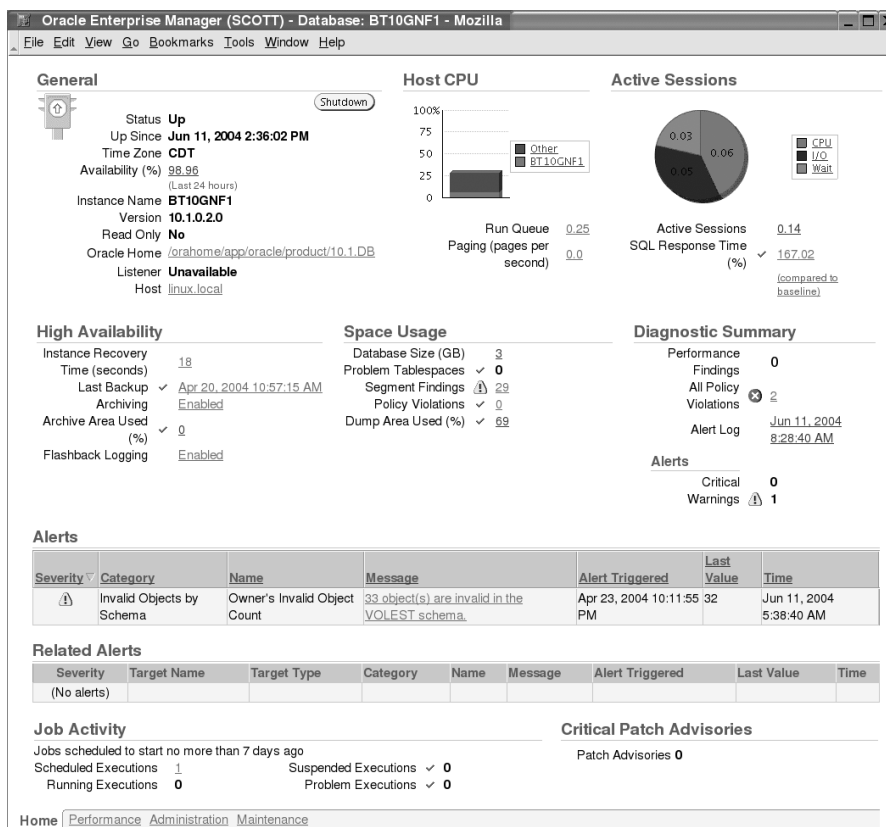 Oracle Enterprise Manager (SCOTT) - Database: BT10GNF1 - Mozilla
File Edit View Go Bookmarks Tools Window Help
General
Shutdown
Status Up
Up Since Jun 11, 2004 2:36:02 PM
Time Zone CDT
Availability (%) 98.96
(Last 24 hours)
Instance Name BT10GNF1
Version 10.1.0.2.0
Read Only No
Oracle Home /orahome/app/oracle/product/10.1.DB
Listener Unavailable
Host linux.local
Host CPU
100%
75
50
25
0
Other
BT10GNF1
Run Queue 0.25
Paging (pages per
second) 0.0
Active Sessions
0.03
0.06
0.05
CPU
I/O
Wait
Active Sessions 0.14
SQL Response Time
(%) 167.02
(compared to
baseline)
High Availability
Instance Recovery
Time (seconds) 18
Last Backup Apr 20, 2004 10:57:15 AM
Archiving Enabled
Archive Area Used
(%) 0
Flashback Logging Enabled
Space Usage
Database Size (GB) 3
Problem Tablespaces 0
Segment Findings 29
Policy Violations 0
Dump Area Used (%) 69
Diagnostic Summary
Performance
Findings 0
All Policy
Violations 2
Alert Log Jun 11, 2004
8:28:40 AM
Alerts
Critical 0
Warnings 1
Alerts
Severity Category Name Message Alert Triggered Last Value Time
Invalid Objects by Owner's Invalid Object 33 object(s) are invalid in the Apr 23, 2004 10:11:55 32 Jun 11, 2004
Schema Count VOLEST schema. PM 5:38:40 AM
Related Alerts
Severity Target Name Target Type Category Name Message Alert Triggered Last Value Time
(No alerts)
Job Activity
Jobs scheduled to start no more than 7 days ago
Scheduled Executions 1 Suspended Executions 0
Running Executions 0 Problem Executions 0
Critical Patch Advisories
Patch Advisories 0
Home Performance Administration Maintenance